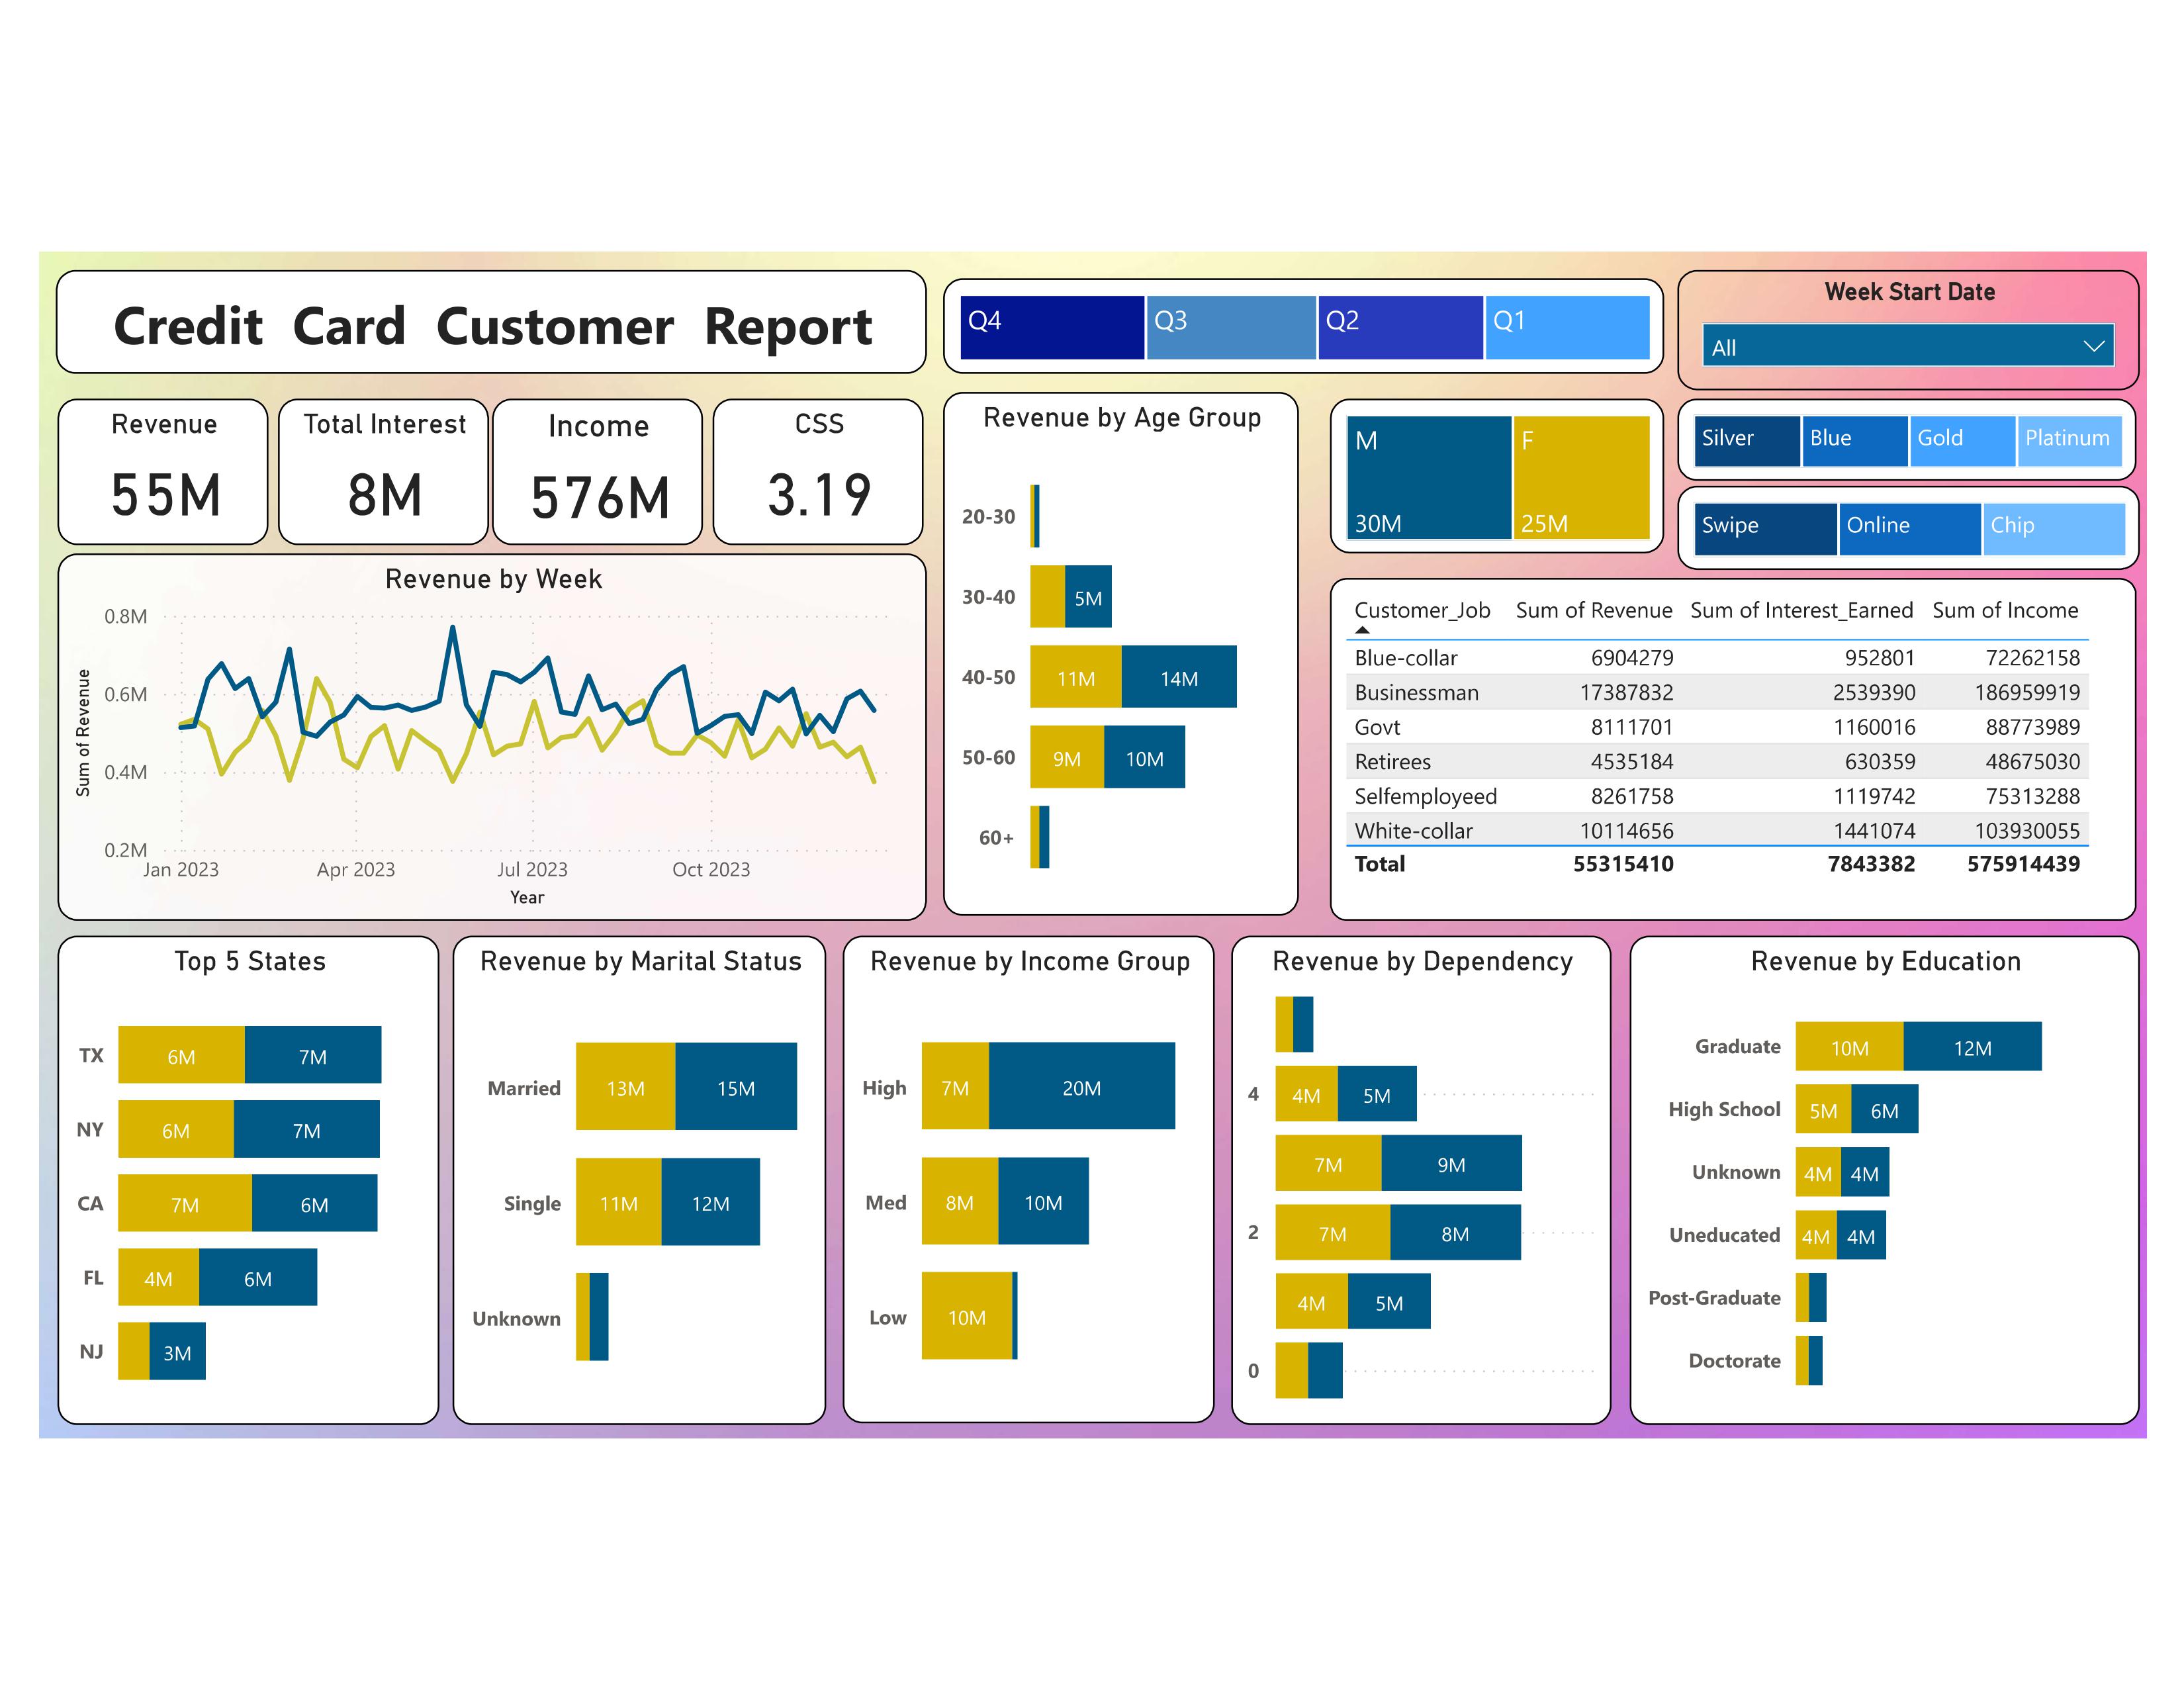 Credit Card Customer Report
Q4 Q3 Q2 Q1
Week Start Date
All
Revenue
55M
Total Interest
8M
Income
576M
CSS
3.19
Revenue by Age Group
20-30
30-40 5M
40-50 11M 14M
50-60 9M 10M
60+
M
30M
F
25M
Silver Blue Gold Platinum
Swipe Online Chip
Revenue by Week
Sum of Revenue
0.8M
0.6M
0.4M
0.2M
Jan 2023 Apr 2023 Jul 2023 Oct 2023
Year
Customer_Job Sum of Revenue Sum of Interest_Earned Sum of Income
Blue-collar 6904279 952801 72262158
Businessman 17387832 2539390 186959919
Govt 8111701 1160016 88773989
Retirees 4535184 630359 48675030
Selfemployeed 8261758 1119742 75313288
White-collar 10114656 1441074 103930055
Total 55315410 7843382 575914439
Top 5 States
TX 6M 7M
NY 6M 7M
CA 7M 6M
FL 4M 6M
NJ 3M
Revenue by Marital Status
Married 13M 15M
Single 11M 12M
Unknown
Revenue by Income Group
High 7M 20M
Med 8M 10M
Low 10M
Revenue by Dependency
4 4M 5M
7M 9M
2 7M 8M
4M 5M
0
Revenue by Education
Graduate 10M 12M
High School 5M 6M
Unknown 4M 4M
Uneducated 4M 4M
Post-Graduate
Doctorate